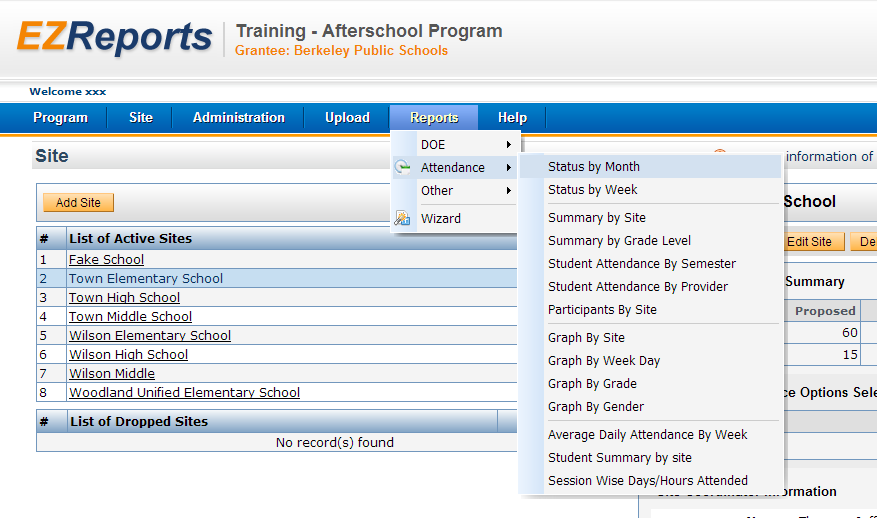 EZReports
Training - Afterschool Program
Grantee: Berkeley Public Schools
Welcome xxx
Program Site Administration Upload Reports Help
Site
Add Site
# List of Active Sites
1 Fake School
2 Town Elementary School
3 Town High School
4 Town Middle School
5 Wilson Elementary School
6 Wilson High School
7 Wilson Middle
8 Woodland Unified Elementary School
# List of Dropped Sites
No record(s) found
DOE
Attendance
Other
Wizard
Status by Month
Status by Week
Summary by Site
Summary by Grade Level
Student Attendance By Semester
Student Attendance By Provider
Participants By Site
Graph By Site
Graph By Week Day
Graph By Grade
Graph By Gender
Average Daily Attendance By Week
Student Summary by site
Session Wise Days/Hours Attended
information of
School
Edit Site De
Summary
Proposed
60
15
ce Options Sele